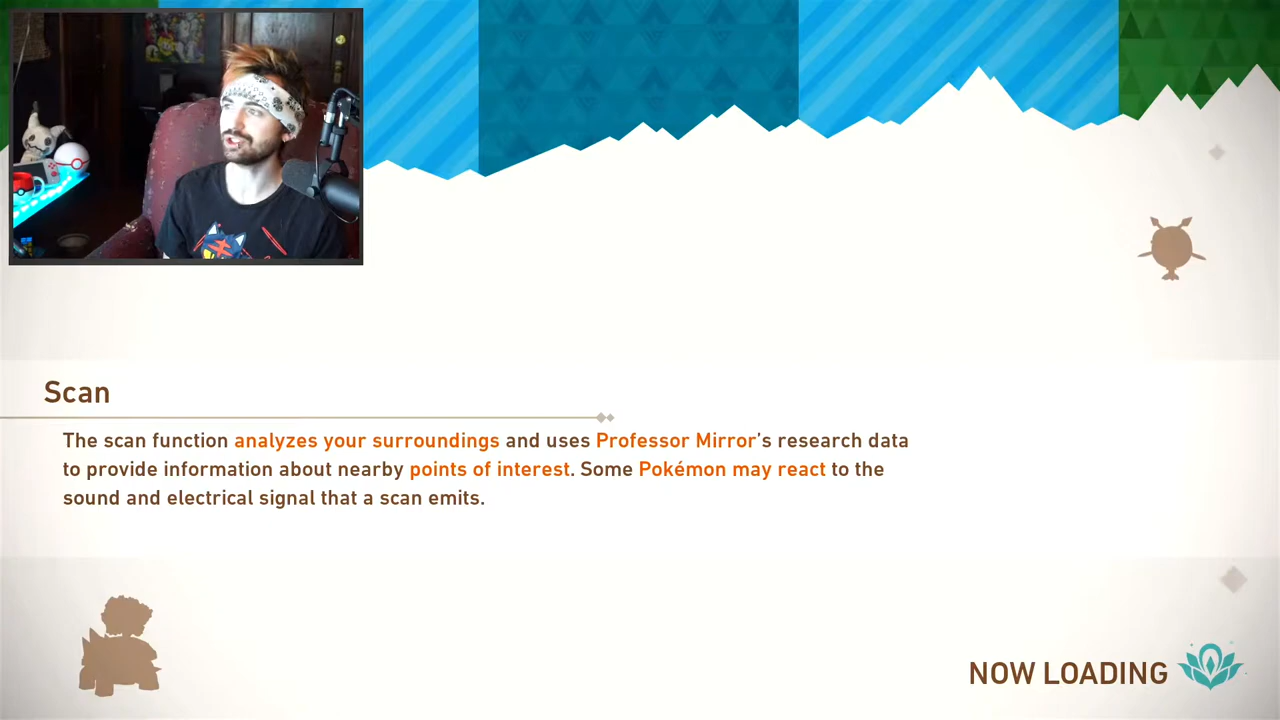 Scan
The scan function analyzes your surroundings and uses Professor Mirror's research data
to provide information about nearby points of interest. Some Pokémon may react to the
sound and electrical signal that a scan emits.
NOW LOADING